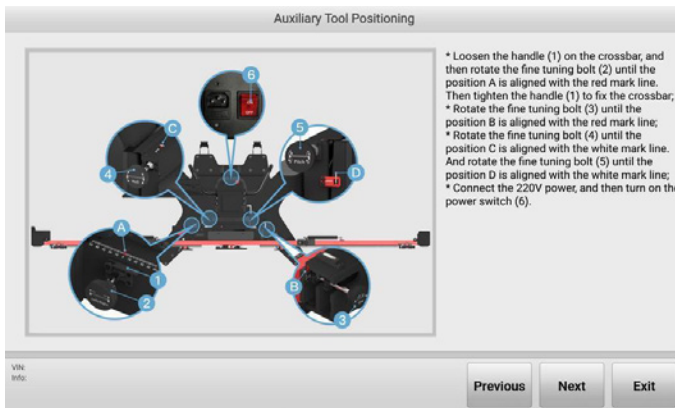 Auxiliary Tool Positioning
* Loosen the handle (1) on the crossbar, and
then rotate the fine tuning bolt (2) until the
position A is aligned with the red mark line.
Then tighten the handle (1) to fix the crossbar;
* Rotate the fine tuning bolt (3) until the
position B is aligned with the red mark line;
* Rotate the fine tuning bolt (4) until the
position C is aligned with the white mark line.
And rotate the fine tuning bolt (5) until the
position D is aligned with the white mark line;
* Connect the 220V power, and then turn on the
power switch (6).
6
C
5
4
D
A
1
2
B
3
VIN:
Info:
Previous
Next
Exit